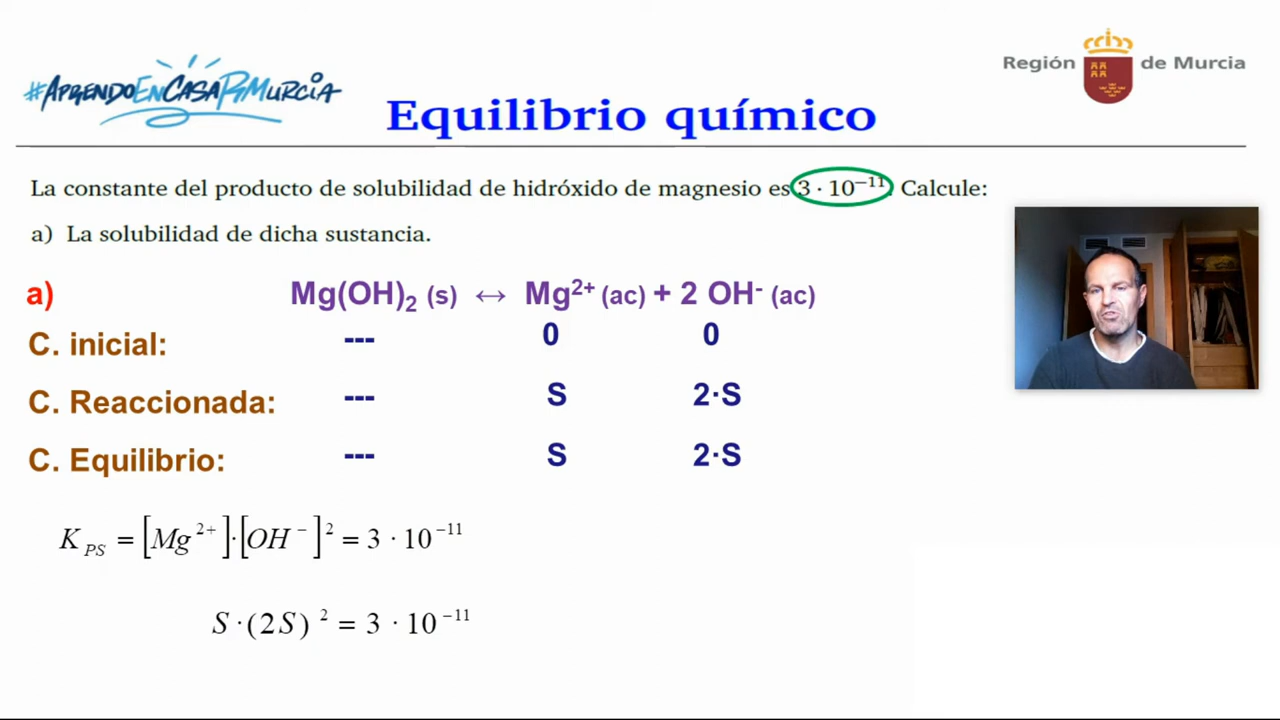 #AprendoEnCasaRMurcia
Región de Murcia
Equilibrio químico
La constante del producto de solubilidad de hidróxido de magnesio es 3 · 10⁻¹¹. Calcule:
a) La solubilidad de dicha sustancia.
a) Mg(OH)₂ (s) ↔ Mg²⁺ (ac) + 2 OH⁻ (ac)
C. inicial: --- 0 0
C. Reaccionada: --- S 2·S
C. Equilibrio: --- S 2·S
K_PS = [Mg²⁺]·[OH⁻]² = 3 · 10⁻¹¹
S·(2S)² = 3 · 10⁻¹¹